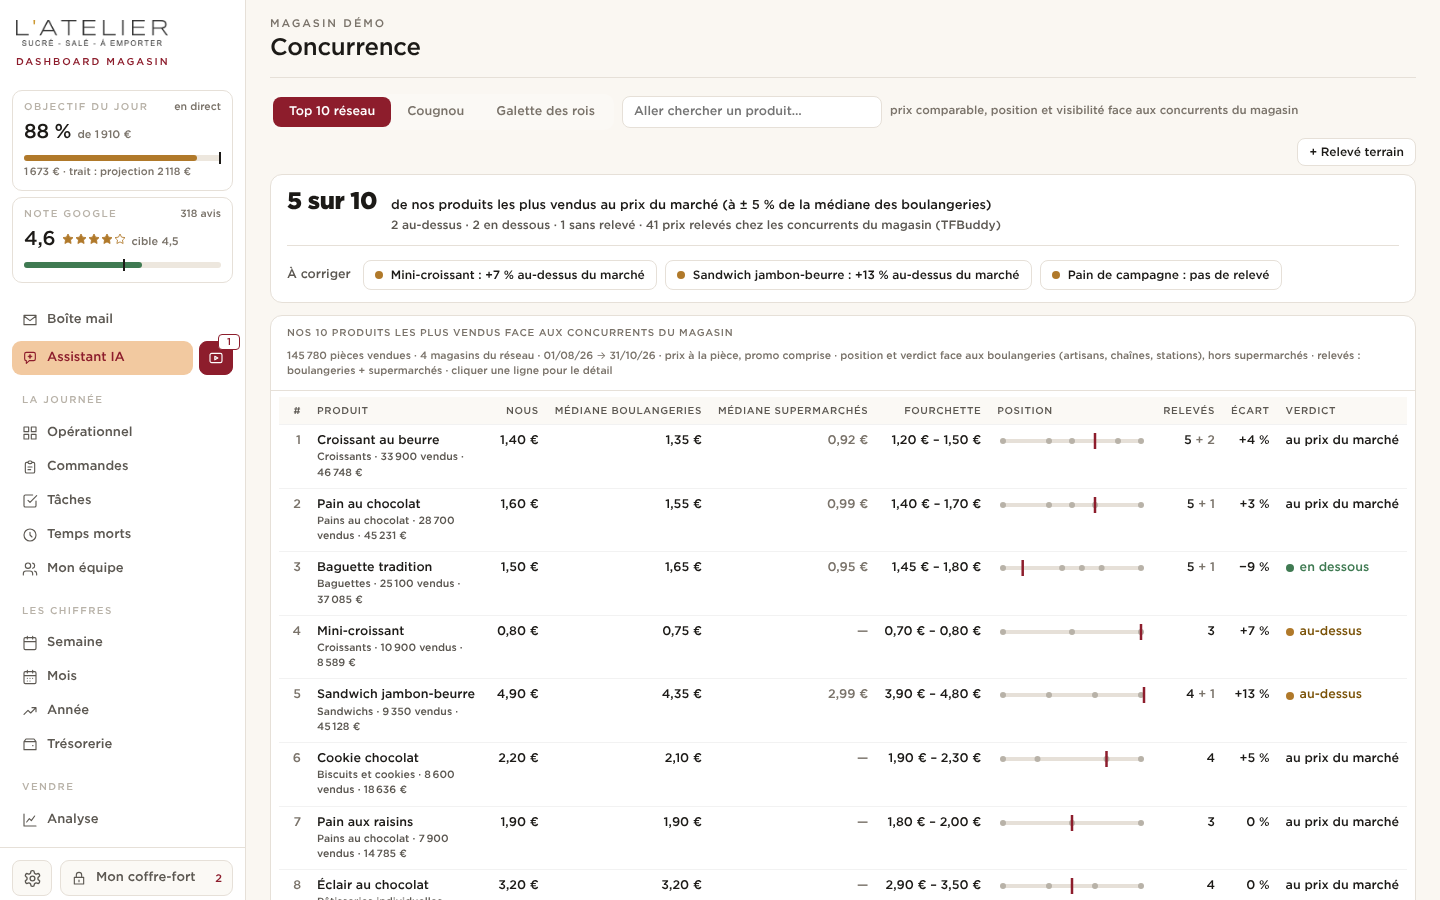 L'ATELIER
SUCRÉ - SALÉ - À EMPORTER
DASHBOARD MAGASIN
OBJECTIF DU JOUR en direct
88 % de 1 910 €
1 673 € · trait : projection 2 118 €
NOTE GOOGLE 318 avis
4,6 cible 4,5
Boîte mail
Assistant IA 1
LA JOURNÉE
Opérationnel
Commandes
Tâches
Temps morts
Mon équipe
LES CHIFFRES
Semaine
Mois
Année
Trésorerie
VENDRE
Analyse
Mon coffre-fort 2
MAGASIN DÉMO
Concurrence
Top 10 réseau Cougnou Galette des rois Aller chercher un produit... prix comparable, position et visibilité face aux concurrents du magasin
+ Relevé terrain
5 sur 10 de nos produits les plus vendus au prix du marché (à ± 5 % de la médiane des boulangeries)
2 au-dessus · 2 en dessous · 1 sans relevé · 41 prix relevés chez les concurrents du magasin (TFBuddy)
À corriger Mini-croissant : +7 % au-dessus du marché Sandwich jambon-beurre : +13 % au-dessus du marché Pain de campagne : pas de relevé
NOS 10 PRODUITS LES PLUS VENDUS FACE AUX CONCURRENTS DU MAGASIN
145 780 pièces vendues · 4 magasins du réseau · 01/08/26 → 31/10/26 · prix à la pièce, promo comprise · position et verdict face aux boulangeries (artisans, chaînes, stations), hors supermarchés · relevés :
boulangeries + supermarchés · cliquer une ligne pour le détail
# PRODUIT NOUS MÉDIANE BOULANGERIES MÉDIANE SUPERMARCHÉS FOURCHETTE POSITION RELEVÉS ÉCART VERDICT
1 Croissant au beurre 1,40 € 1,35 € 0,92 € 1,20 € – 1,50 € 5 + 2 +4 % au prix du marché
Croissants · 33 900 vendus ·
46 748 €
2 Pain au chocolat 1,60 € 1,55 € 0,99 € 1,40 € – 1,70 € 5 + 1 +3 % au prix du marché
Pains au chocolat · 28 700
vendus · 45 231 €
3 Baguette tradition 1,50 € 1,65 € 0,95 € 1,45 € – 1,80 € 5 + 1 −9 % en dessous
Baguettes · 25 100 vendus ·
37 085 €
4 Mini-croissant 0,80 € 0,75 € — 0,70 € – 0,80 € 3 +7 % au-dessus
Croissants · 10 900 vendus ·
8 589 €
5 Sandwich jambon-beurre 4,90 € 4,35 € 2,99 € 3,90 € – 4,80 € 4 + 1 +13 % au-dessus
Sandwichs · 9 350 vendus ·
45 128 €
6 Cookie chocolat 2,20 € 2,10 € — 1,90 € – 2,30 € 4 +5 % au prix du marché
Biscuits et cookies · 8 600
vendus · 18 636 €
7 Pain aux raisins 1,90 € 1,90 € — 1,80 € – 2,00 € 3 0 % au prix du marché
Pains au chocolat · 7 900
vendus · 14 785 €
8 Éclair au chocolat 3,20 € 3,20 € — 2,90 € – 3,50 € 4 0 % au prix du marché